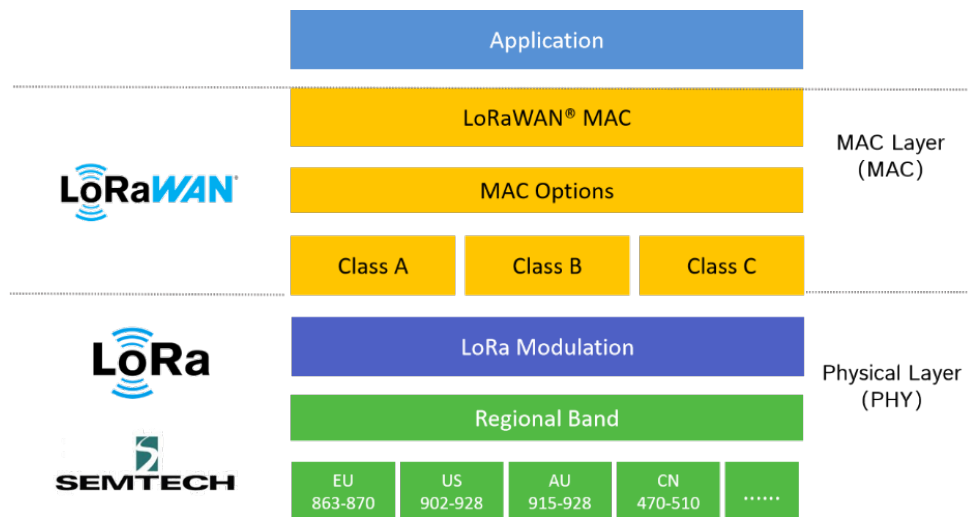 Application
LoRaWAN® MAC
MAC Layer
(MAC)
LoRaWAN®
MAC Options
Class A
Class B
Class C
LoRa
LoRa Modulation
Physical Layer
(PHY)
Regional Band
SEMTECH
EU
863-870
US
902-928
AU
915-928
CN
470-510
......